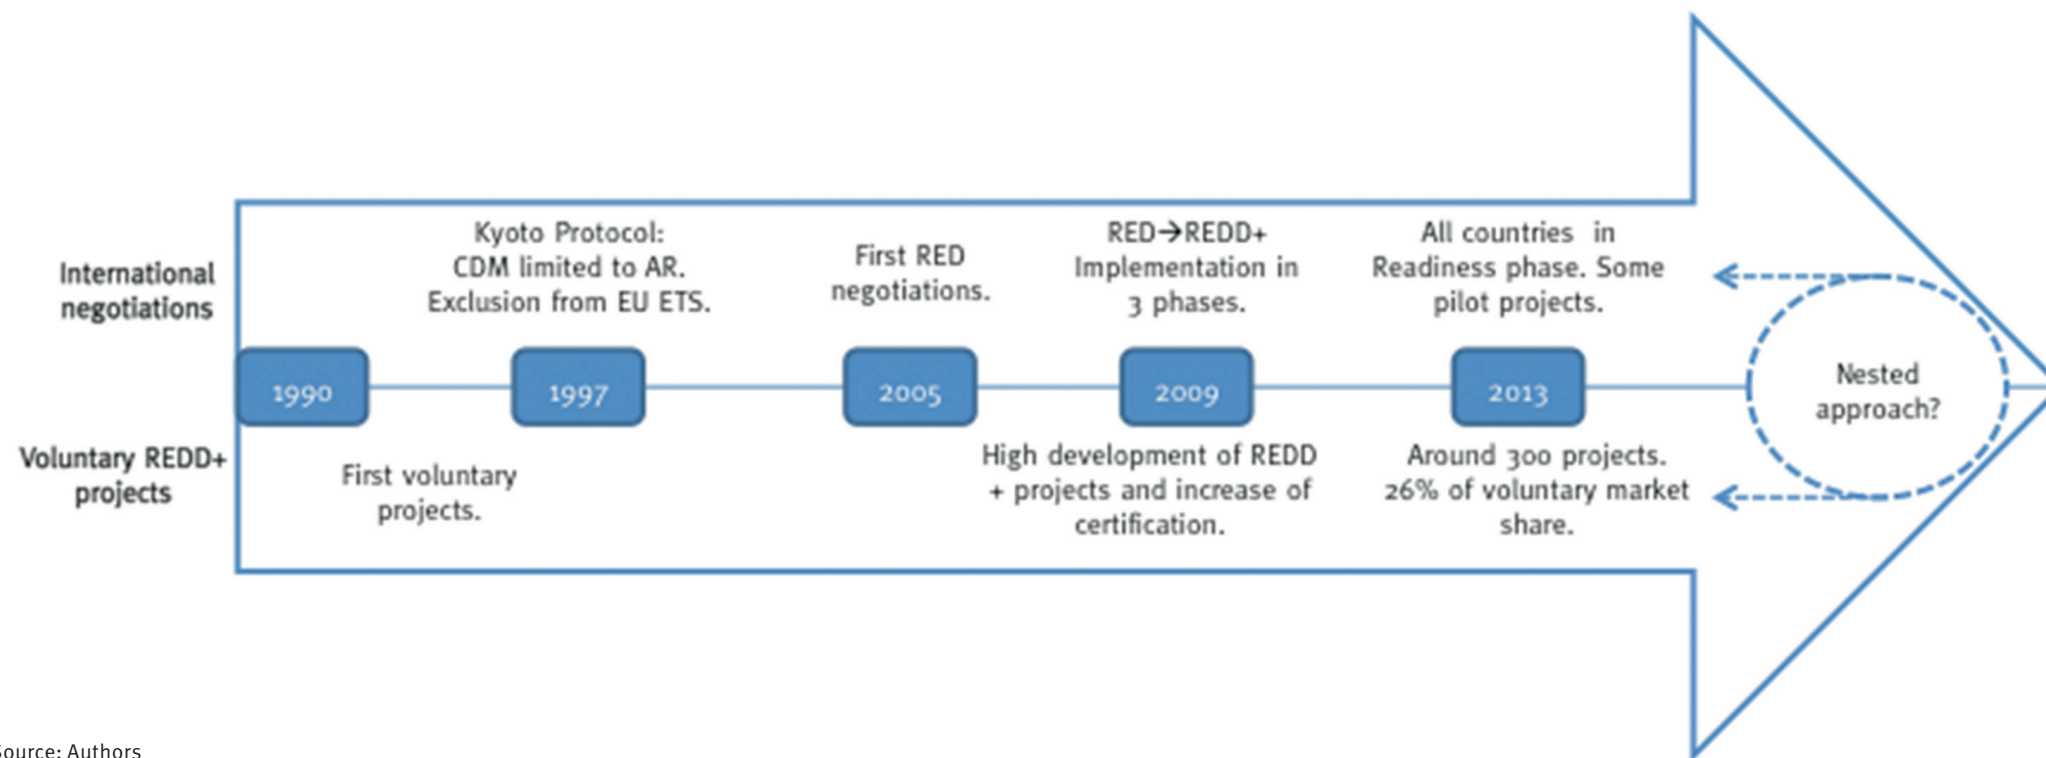 International
negotiations
Kyoto Protocol:
CDM limited to AR.
Exclusion from EU ETS.
First RED
negotiations.
RED→REDD+
Implementation in
3 phases.
All countries in
Readiness phase. Some
pilot projects.
1990
1997
2005
2009
2013
Nested
approach?
Voluntary REDD+
projects
First voluntary
projects.
High development of REDD
+ projects and increase of
certification.
Around 300 projects.
26% of voluntary market
share.
Source: Authors